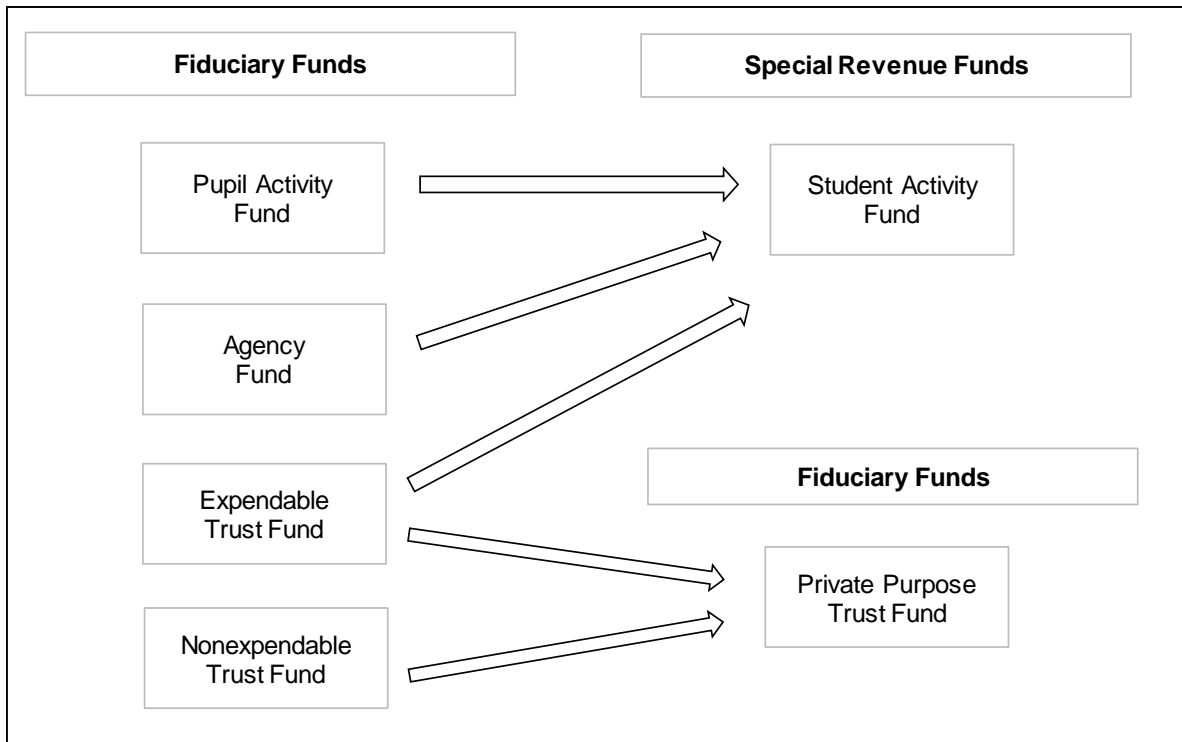 Fiduciary Funds
Special Revenue Funds
Pupil Activity
Fund
Student Activity
Fund
Agency
Fund
Expendable
Trust Fund
Fiduciary Funds
Private Purpose
Trust Fund
Nonexpendable
Trust Fund